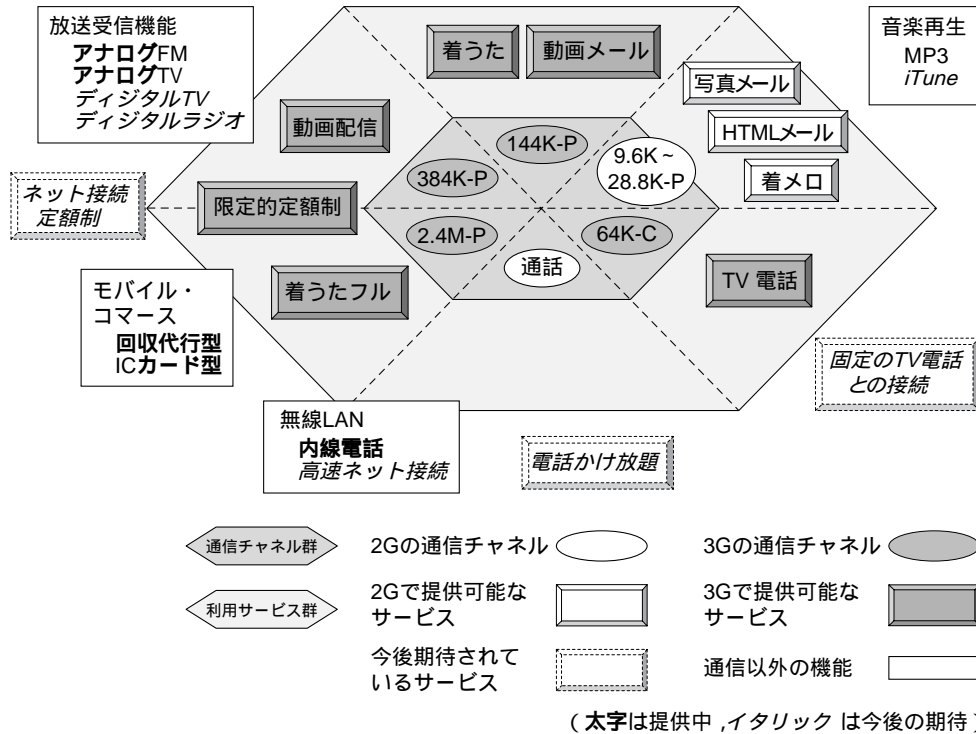 放送受信機能
アナログFM
アナログTV
ディジタルTV
ディジタルラジオ
着うた
動画メール
音楽再生
MP3
iTune
写真メール
HTMLメール
着メロ
動画配信
144K-P
9.6K ~
28.8K-P
384K-P
ネット接続
定額制
限定的定額制
2.4M-P
64K-C
通話
着うたフル
TV 電話
モバイル・
コマース
回収代行型
ICカード型
固定のTV電話
との接続
無線LAN
内線電話
高速ネット接続
電話かけ放題
通信チャネル群
2Gの通信チャネル
3Gの通信チャネル
利用サービス群
2Gで提供可能な
サービス
3Gで提供可能な
サービス
今後期待されて
いるサービス
通信以外の機能
(太字は提供中 ,イタリック は今後の期待)